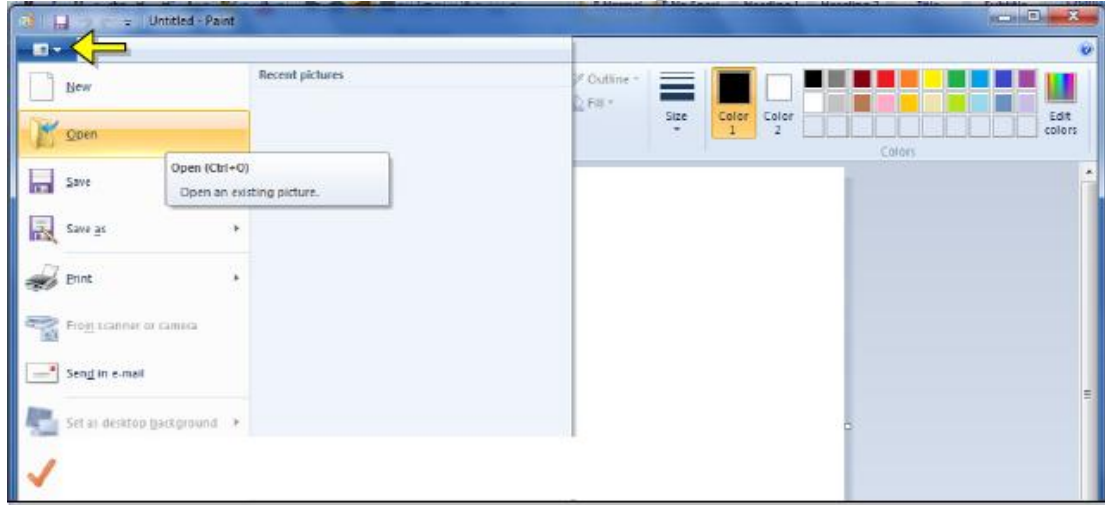 Untitled - Paint
New
Recent pictures
Open
Open (Ctrl+O)
Open an existing picture.
Save
Save as
Print
From scanner or camera
Send in e-mail
Set as desktop background
Outline
Fill
Size
Color
1
Color
2
Edit
colors
Colors